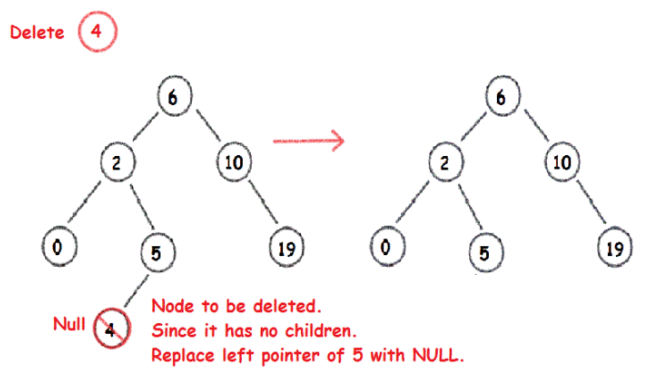 Delete 4
6
6
2
10
2
10
0
5
19
0
5
19
Null 4
Node to be deleted.
Since it has no children.
Replace left pointer of 5 with NULL.